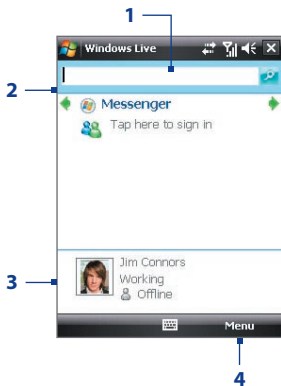 1
Windows Live
2
Messenger
Tap here to sign in
3
Jim Connors
Working
Offline
Menu
4